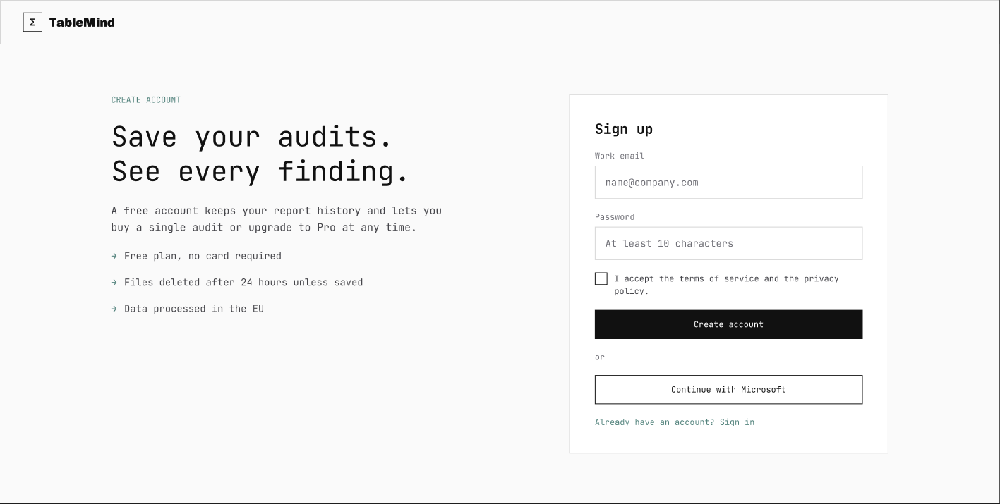 Σ TableMind
CREATE ACCOUNT
Save your audits.
See every finding.
A free account keeps your report history and lets you
buy a single audit or upgrade to Pro at any time.
→ Free plan, no card required
→ Files deleted after 24 hours unless saved
→ Data processed in the EU
Sign up
Work email
name@company.com
Password
At least 10 characters
I accept the terms of service and the privacy
policy.
Create account
or
Continue with Microsoft
Already have an account? Sign in